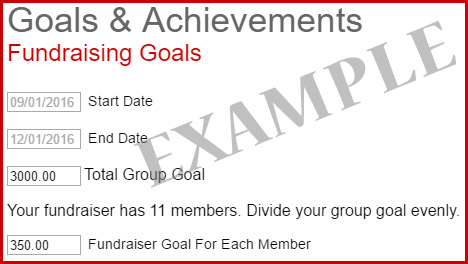 Goals & Achievements
Fundraising Goals
09/01/2016 Start Date
12/01/2016 End Date
3000.00 Total Group Goal
Your fundraiser has 11 members. Divide your group goal evenly.
350.00 Fundraiser Goal For Each Member
EXAMPLE